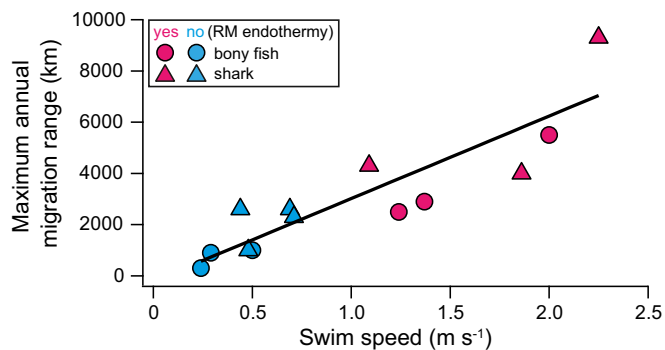 yes no (RM endothermy)
bony fish
shark
Maximum annual
migration range (km)
10000
8000
6000
4000
2000
0
0 0.5 1.0 1.5 2.0 2.5
Swim speed (m s⁻¹)